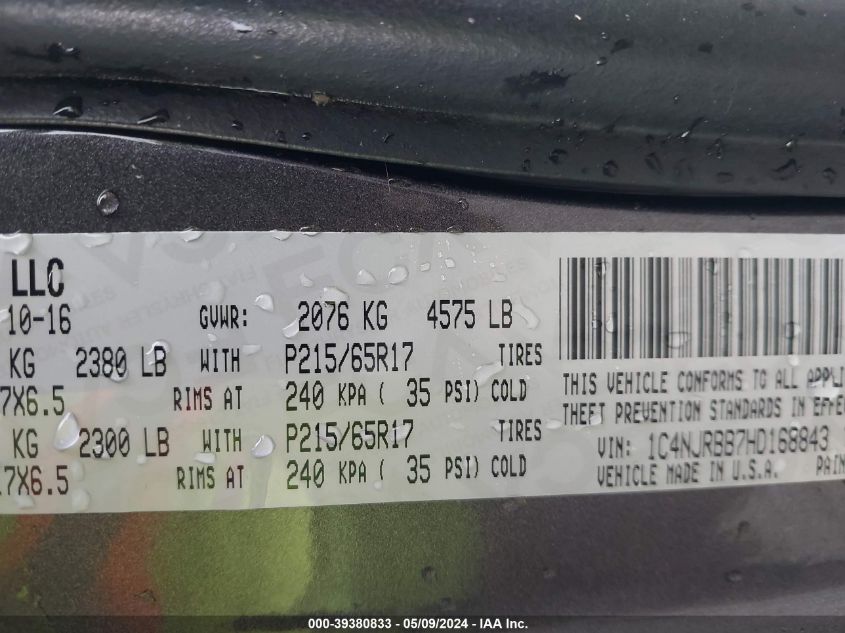 LLC
10-16 GVWR: 2076 KG 4575 LB
KG 2380 LB WITH P215/65R17 TIRES
7X6.5 RIMS AT 240 KPA ( 35 PSI) COLD
KG 2300 LB WITH P215/65R17 TIRES
7X6.5 RIMS AT 240 KPA ( 35 PSI) COLD
THIS VEHICLE CONFORMS TO ALL APPLI
THEFT PREVENTION STANDARDS IN EFFE
VIN: 1C4NJRBB7HD168843
VEHICLE MADE IN U.S.A. PAIN
000-39380833 - 05/09/2024 - IAA Inc.